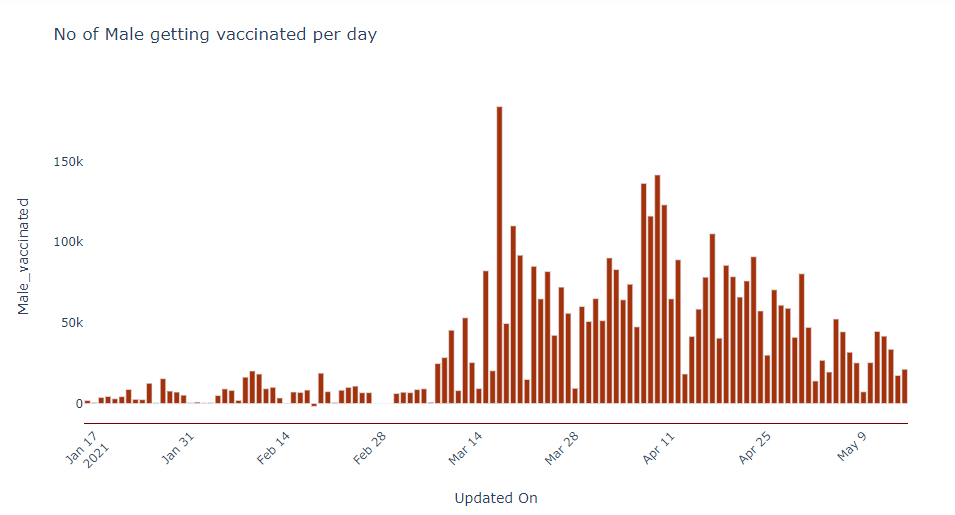 No of Male getting vaccinated per day
Male_vaccinated
150k
100k
50k
0
Jan 17
2021
Jan 31
Feb 14
Feb 28
Mar 14
Mar 28
Apr 11
Apr 25
May 9
Updated On